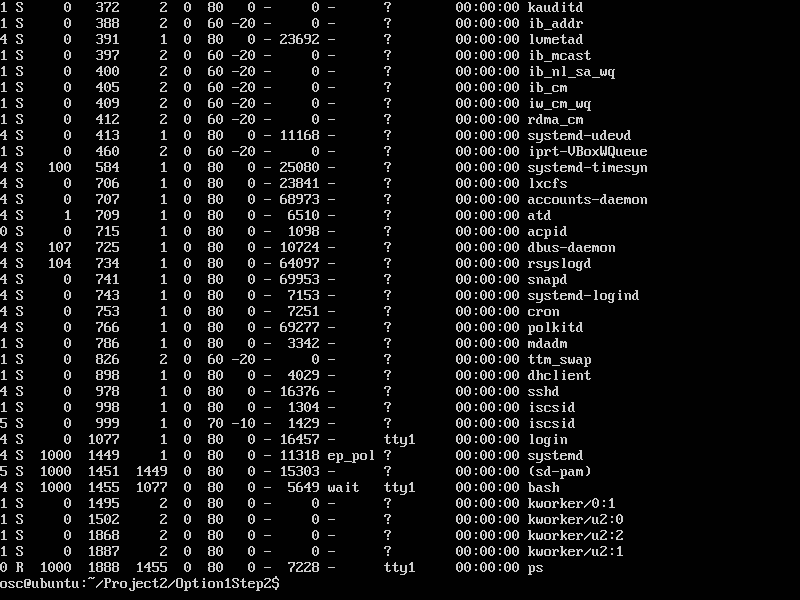 1 S     0   372     2  0  80   0 -     0 -      ?        00:00:00 kauditd
1 S     0   388     2  0  60 -20 -     0 -      ?        00:00:00 ib_addr
4 S     0   391     1  0  80   0 - 23692 -      ?        00:00:00 lvmetad
1 S     0   397     2  0  60 -20 -     0 -      ?        00:00:00 ib_mcast
1 S     0   400     2  0  60 -20 -     0 -      ?        00:00:00 ib_nl_sa_wq
1 S     0   405     2  0  60 -20 -     0 -      ?        00:00:00 ib_cm
1 S     0   409     2  0  60 -20 -     0 -      ?        00:00:00 iw_cm_wq
1 S     0   412     2  0  60 -20 -     0 -      ?        00:00:00 rdma_cm
4 S     0   413     1  0  80   0 - 11168 -      ?        00:00:00 systemd-udevd
1 S     0   460     2  0  60 -20 -     0 -      ?        00:00:00 iprt-VBoxWQueue
4 S   100   584     1  0  80   0 - 25080 -      ?        00:00:00 systemd-timesyn
4 S     0   706     1  0  80   0 - 23841 -      ?        00:00:00 lxcfs
4 S     0   707     1  0  80   0 - 68973 -      ?        00:00:00 accounts-daemon
4 S     1   709     1  0  80   0 -  6510 -      ?        00:00:00 atd
0 S     0   715     1  0  80   0 -  1098 -      ?        00:00:00 acpid
4 S   107   725     1  0  80   0 - 10724 -      ?        00:00:00 dbus-daemon
4 S   104   734     1  0  80   0 - 64097 -      ?        00:00:00 rsyslogd
4 S     0   741     1  0  80   0 - 69953 -      ?        00:00:00 snapd
4 S     0   743     1  0  80   0 -  7153 -      ?        00:00:00 systemd-logind
4 S     0   753     1  0  80   0 -  7251 -      ?        00:00:00 cron
4 S     0   766     1  0  80   0 - 69277 -      ?        00:00:00 polkitd
1 S     0   786     1  0  80   0 -  3342 -      ?        00:00:00 mdadm
1 S     0   826     2  0  60 -20 -     0 -      ?        00:00:00 ttm_swap
1 S     0   898     1  0  80   0 -  4029 -      ?        00:00:00 dhclient
4 S     0   978     1  0  80   0 - 16376 -      ?        00:00:00 sshd
1 S     0   998     1  0  80   0 -  1304 -      ?        00:00:00 iscsid
5 S     0   999     1  0  70 -10 -  1429 -      ?        00:00:00 iscsid
4 S     0  1077     1  0  80   0 - 16457 -      tty1     00:00:00 login
4 S  1000  1449     1  0  80   0 - 11318 ep_pol ?        00:00:00 systemd
5 S  1000  1451  1449  0  80   0 - 15303 -      ?        00:00:00 (sd-pam)
4 S  1000  1455  1077  0  80   0 -  5649 wait   tty1     00:00:00 bash
1 S     0  1495     2  0  80   0 -     0 -      ?        00:00:00 kworker/0:1
1 S     0  1502     2  0  80   0 -     0 -      ?        00:00:00 kworker/u2:0
1 S     0  1868     2  0  80   0 -     0 -      ?        00:00:00 kworker/u2:2
1 S     0  1887     2  0  80   0 -     0 -      ?        00:00:00 kworker/u2:1
0 R  1000  1888  1455  0  80   0 -  7228 -      tty1     00:00:00 ps
osc@ubuntu:~/Project2/Option1Step2$